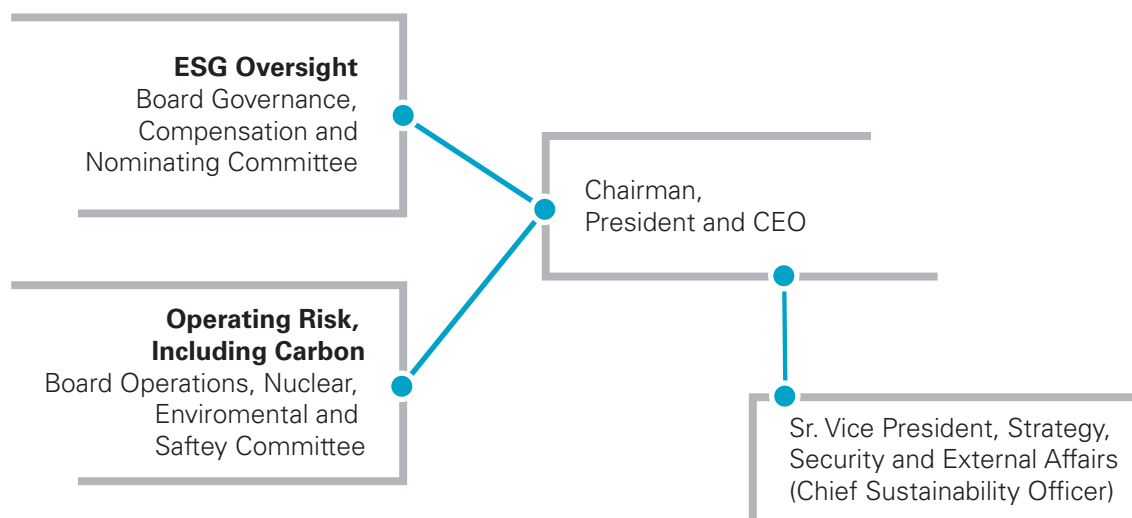 ESG Oversight
Board Governance,
Compensation and
Nominating Committee
Chairman,
President and CEO
Operating Risk,
Including Carbon
Board Operations, Nuclear,
Enviromental and
Saftey Committee
Sr. Vice President, Strategy,
Security and External Affairs
(Chief Sustainability Officer)